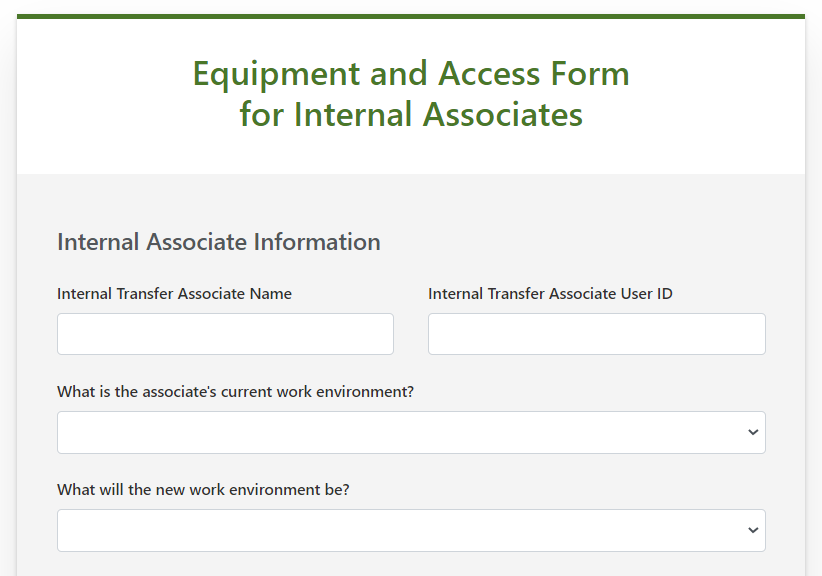 Equipment and Access Form
for Internal Associates
Internal Associate Information
Internal Transfer Associate Name
Internal Transfer Associate User ID
What is the associate's current work environment?
What will the new work environment be?